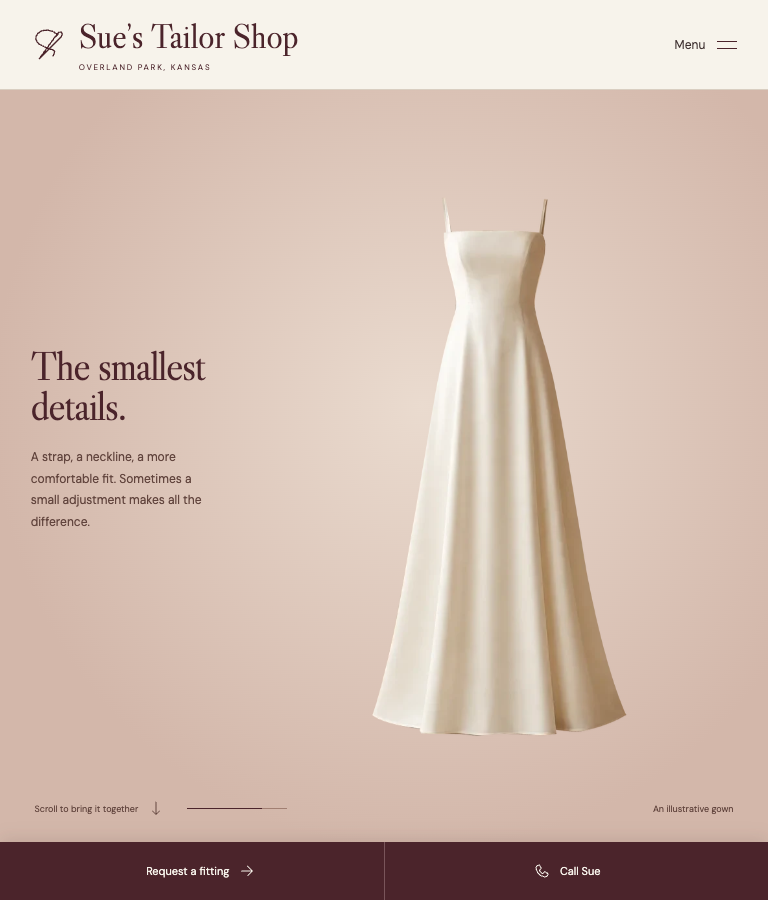 Sue's Tailor Shop
OVERLAND PARK, KANSAS
Menu
The smallest
details.
A strap, a neckline, a more
comfortable fit. Sometimes a
small adjustment makes all the
difference.
Scroll to bring it together
An illustrative gown
Request a fitting
Call Sue